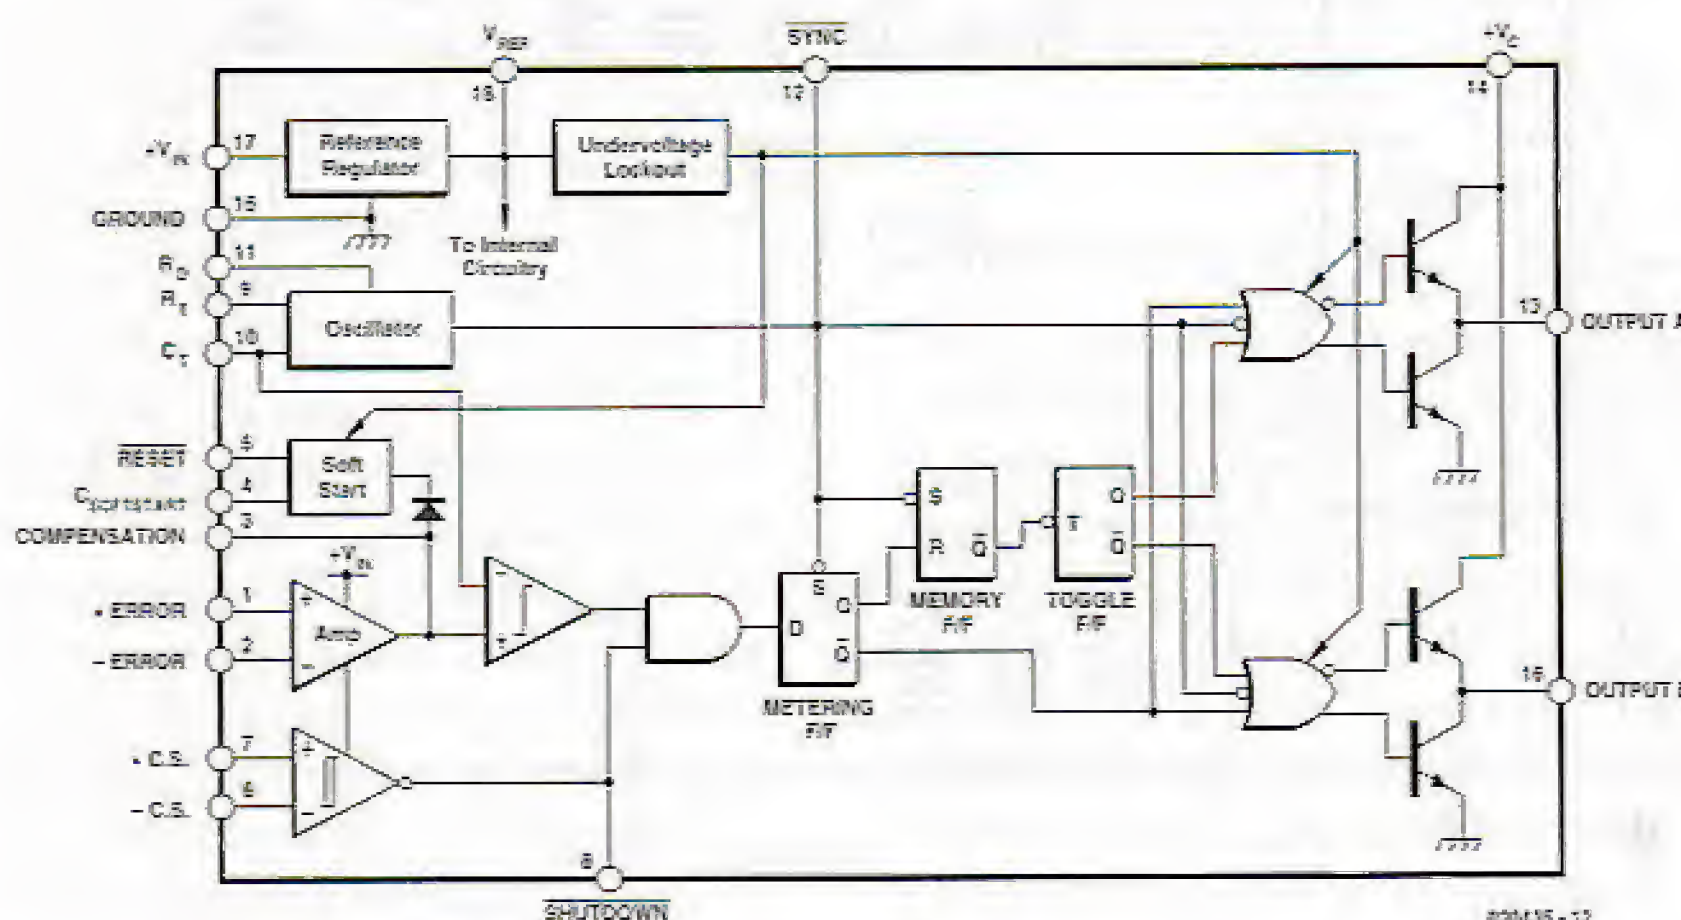 VREF
SYNC
+VC
18
12
14
+VIN
17
Reference
Regulator
Undervoltage
Lockout
GROUND
15
To Internal
Circuitry
RD
11
RT
9
Oscillator
CT
10
13
OUTPUT A
RESET
5
Soft
Start
CSOFTSTART
4
COMPENSATION
3
+VIN
S
R
Q
T
Q
Q
MEMORY
F/F
TOGGLE
F/F
+ ERROR
1
+
Amp
− ERROR
2
−
−
+
S
D
Q
Q
METERING
F/F
16
+ C.S.
7
+
− C.S.
6
−
8
SHUTDOWN